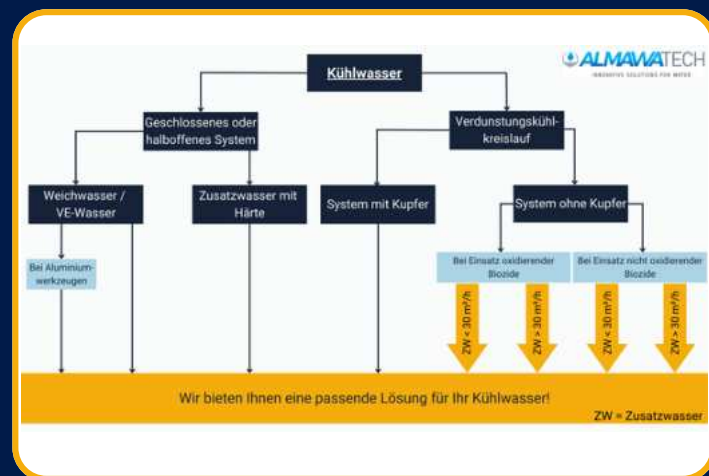 ALMAWATECH
INNOVATIVE SOLUTIONS FOR WATER
Kühlwasser
Geschlossenes oder
halboffenes System
Verdunstungskühl-
kreislauf
Weichwasser /
VE-Wasser
Zusatzwasser mit
Härte
System mit Kupfer
System ohne Kupfer
Bei Aluminium-
werkzeugen
Bei Einsatz oxidierender
Biozide
Bei Einsatz nicht oxidierender
Biozide
ZW < 30 m³/h
ZW > 30 m³/h
ZW < 30 m³/h
ZW > 30 m³/h
Wir bieten Ihnen eine passende Lösung für Ihr Kühlwasser!
ZW = Zusatzwasser